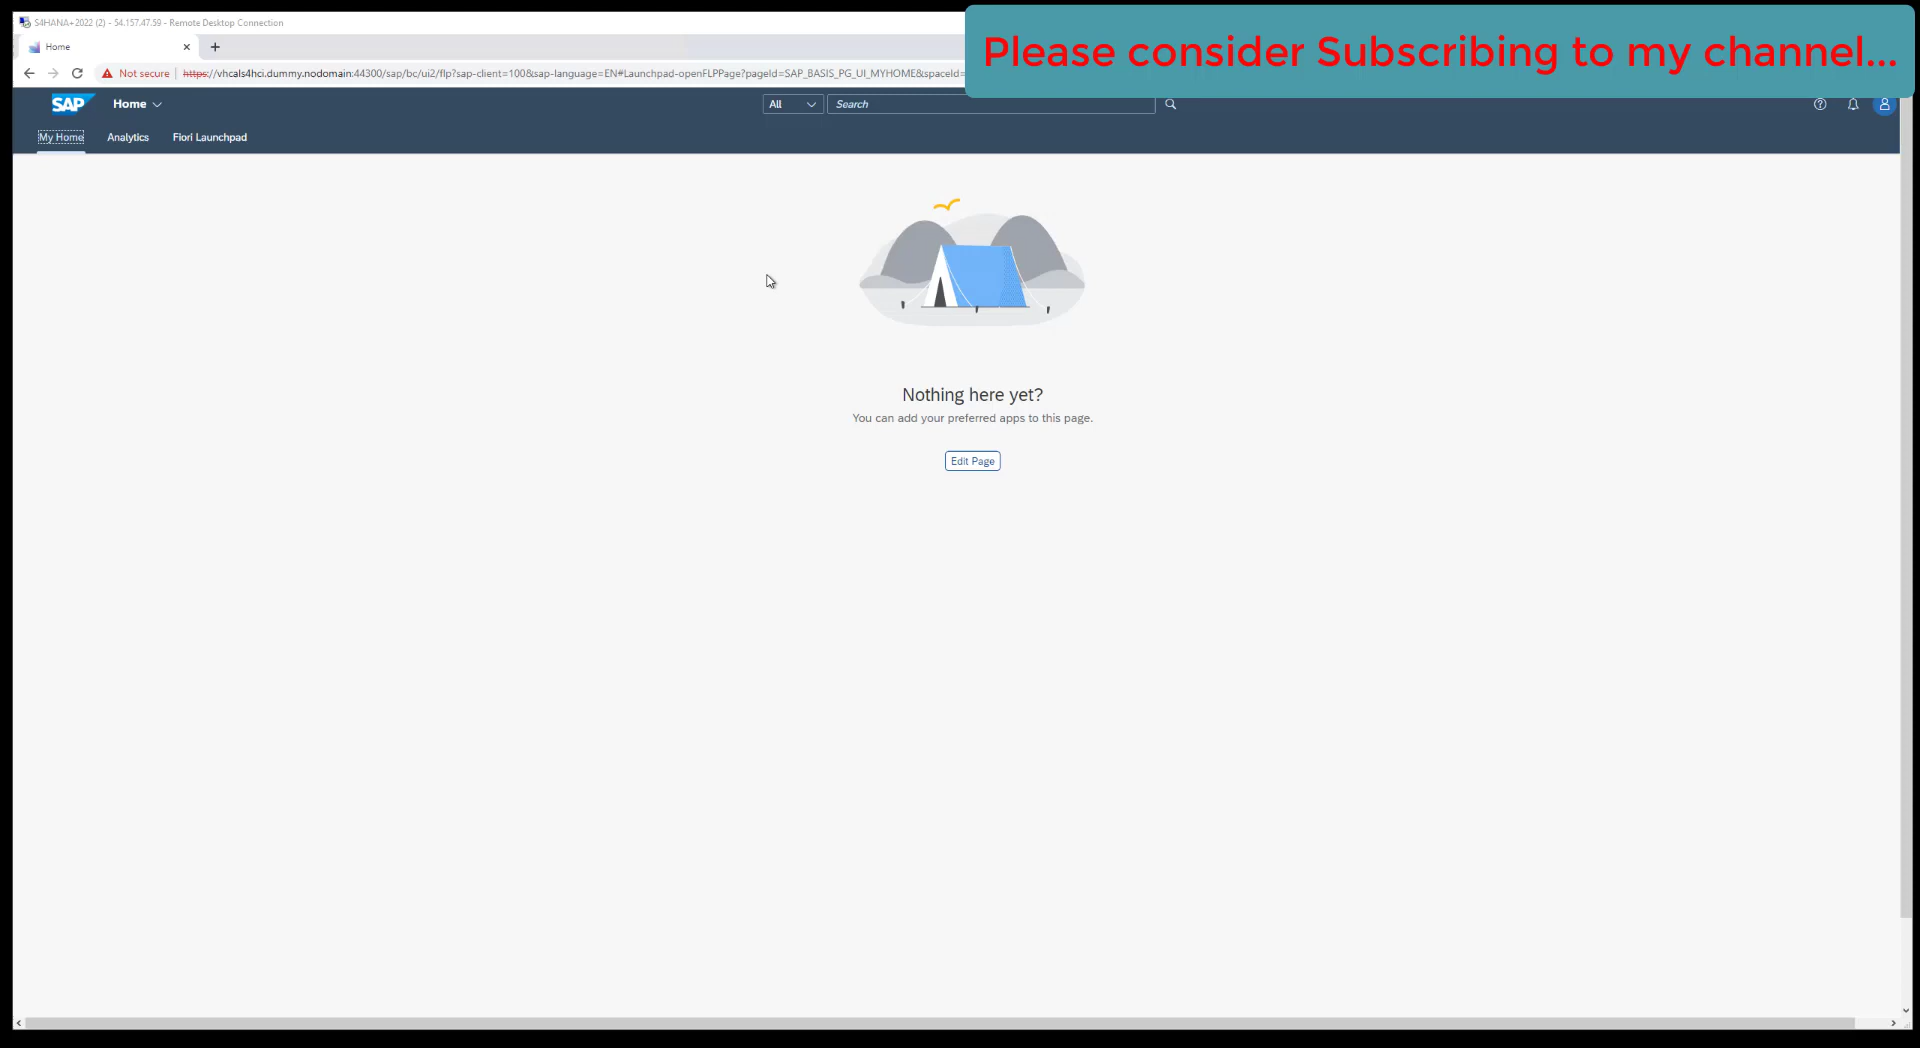 S4HANA+2022 (2) - 54.157.47.59 - Remote Desktop Connection
Please consider Subscribing to my channel...
Home
Not secure
https://vhcals4hci.dummy.nodomain:44300/sap/bc/ui2/flp?sap-client=100&sap-language=EN#Launchpad-openFLPPage?pageId=SAP_BASIS_PG_UI_MYHOME&spaceId=
SAP Home All Search
My Home Analytics Fiori Launchpad
Nothing here yet?
You can add your preferred apps to this page.
Edit Page